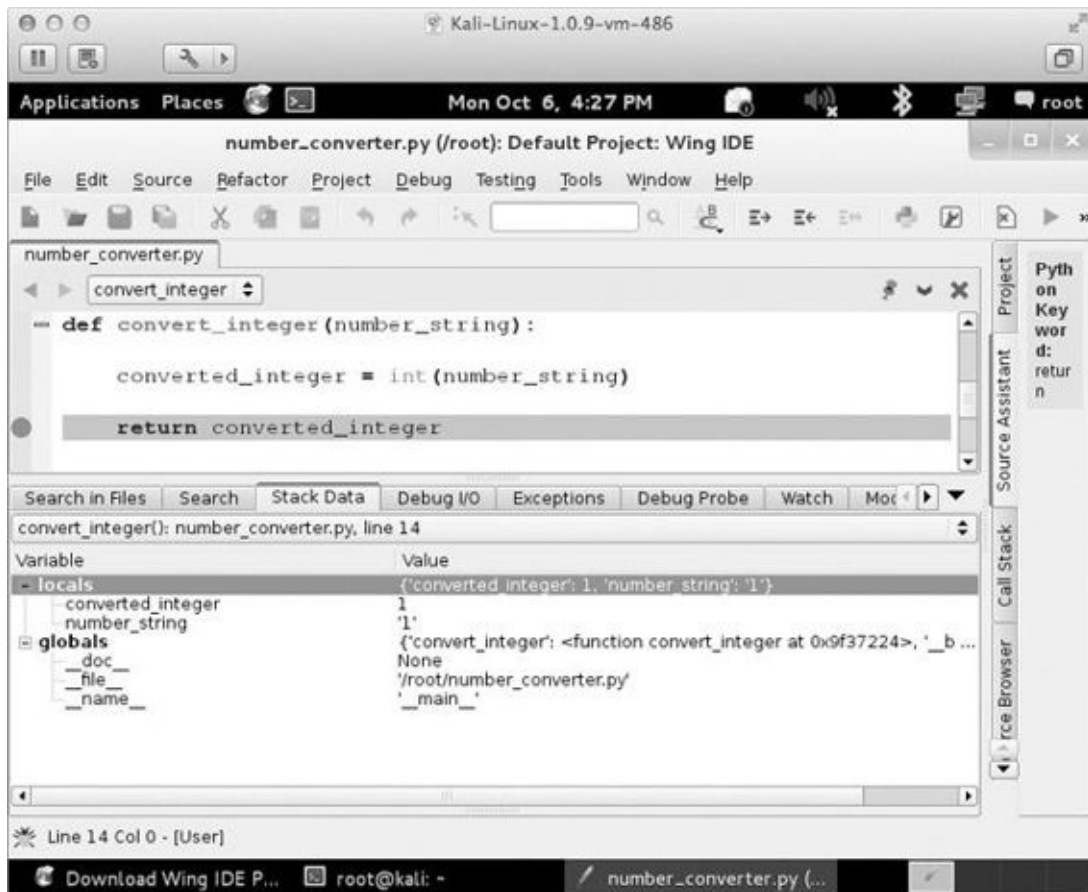 Kali-Linux-1.0.9-vm-486
Applications Places Mon Oct 6, 4:27 PM root
number_converter.py (/root): Default Project: Wing IDE
File Edit Source Refactor Project Debug Testing Tools Window Help
number_converter.py
convert_integer
def convert_integer(number_string):
converted_integer = int(number_string)
return converted_integer
Project
Source Assistant
Call Stack
rce Browser
Pyth
on
Key
wor
d:
retur
n
Search in Files Search Stack Data Debug I/O Exceptions Debug Probe Watch Moc
convert_integer(): number_converter.py, line 14
Variable Value
locals {'converted_integer': 1, 'number_string': '1'}
converted_integer 1
number_string '1'
globals {'convert_integer': <function convert_integer at 0x9f37224>, '__b ...
__doc__ None
__file__ '/root/number_converter.py'
__name__ '__main__'
Line 14 Col 0 - [User]
Download Wing IDE P... root@kali: ~ number_converter.py (...